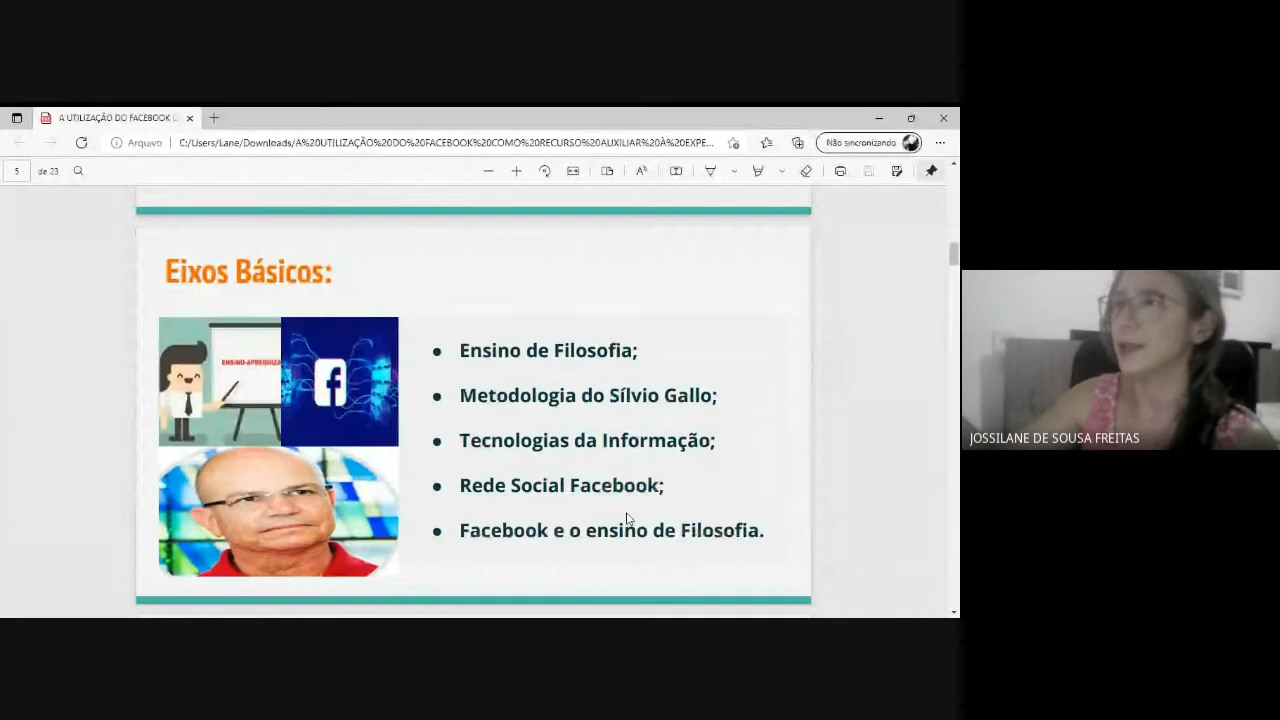 A UTILIZAÇÃO DO FACEBOOK
Arquivo
C:/Users/Lane/Downloads/A%20UTILIZAÇÃO%20DO%20FACEBOOK%20COMO%20RECURSO%20AUXILIAR%20À%20EXPE...
Não sincronizando
5 de 23
Eixos Básicos:
ENSINO-APRENDIZA
• Ensino de Filosofia;
• Metodologia do Sílvio Gallo;
• Tecnologias da Informação;
• Rede Social Facebook;
• Facebook e o ensino de Filosofia.
JOSSILANE DE SOUSA FREITAS